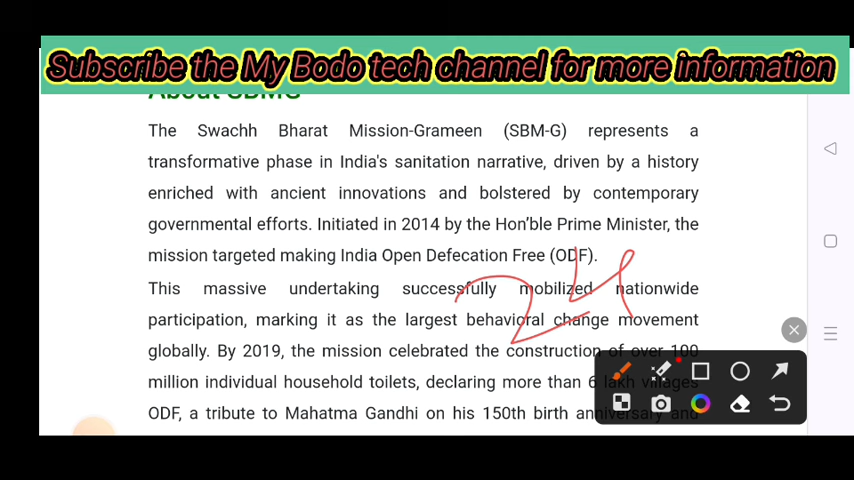 Subscribe the My Bodo tech channel for more information
About SBMG
The Swachh Bharat Mission-Grameen (SBM-G) represents a
transformative phase in India's sanitation narrative, driven by a history
enriched with ancient innovations and bolstered by contemporary
governmental efforts. Initiated in 2014 by the Hon'ble Prime Minister, the
mission targeted making India Open Defecation Free (ODF).
This massive undertaking successfully mobilized nationwide
participation, marking it as the largest behavioral change movement
globally. By 2019, the mission celebrated the construction of over 100
million individual household toilets, declaring more than 6 lakh villages
ODF, a tribute to Mahatma Gandhi on his 150th birth anniversary and